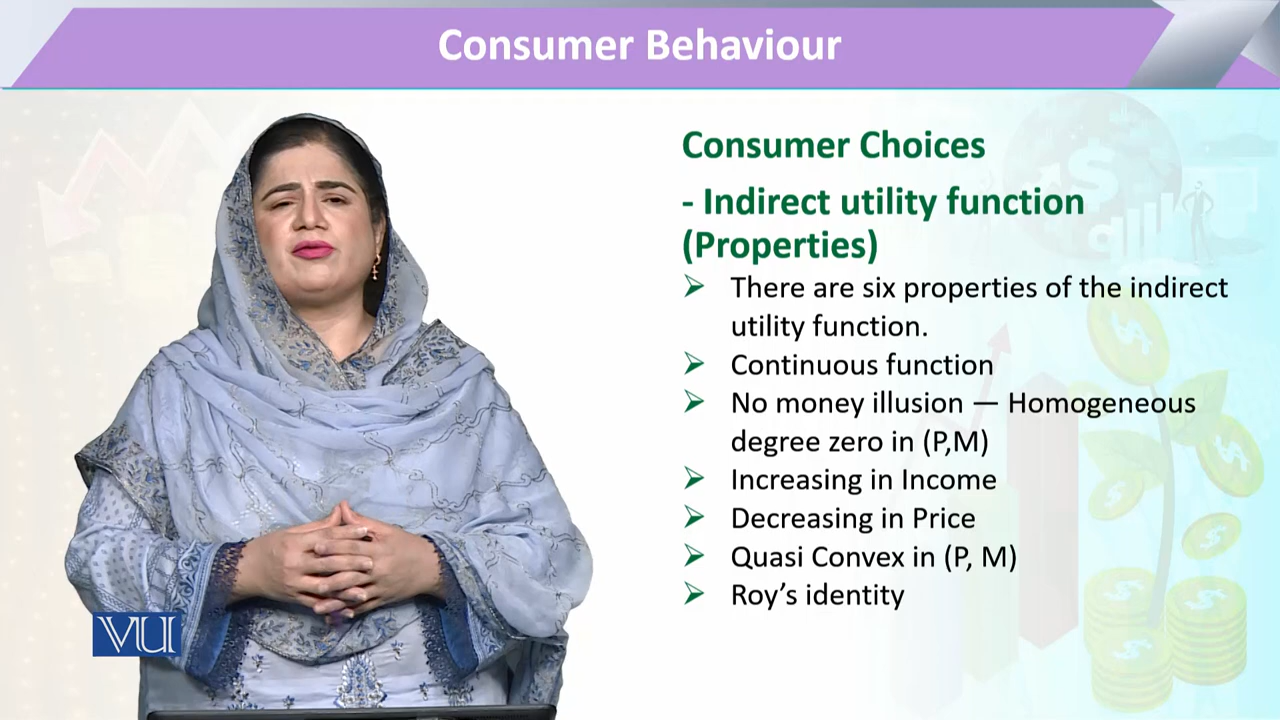 Consumer Behaviour
Consumer Choices
- Indirect utility function
(Properties)
➢ There are six properties of the indirect
utility function.
➢ Continuous function
➢ No money illusion — Homogeneous
degree zero in (P,M)
➢ Increasing in Income
➢ Decreasing in Price
➢ Quasi Convex in (P, M)
➢ Roy’s identity
VU